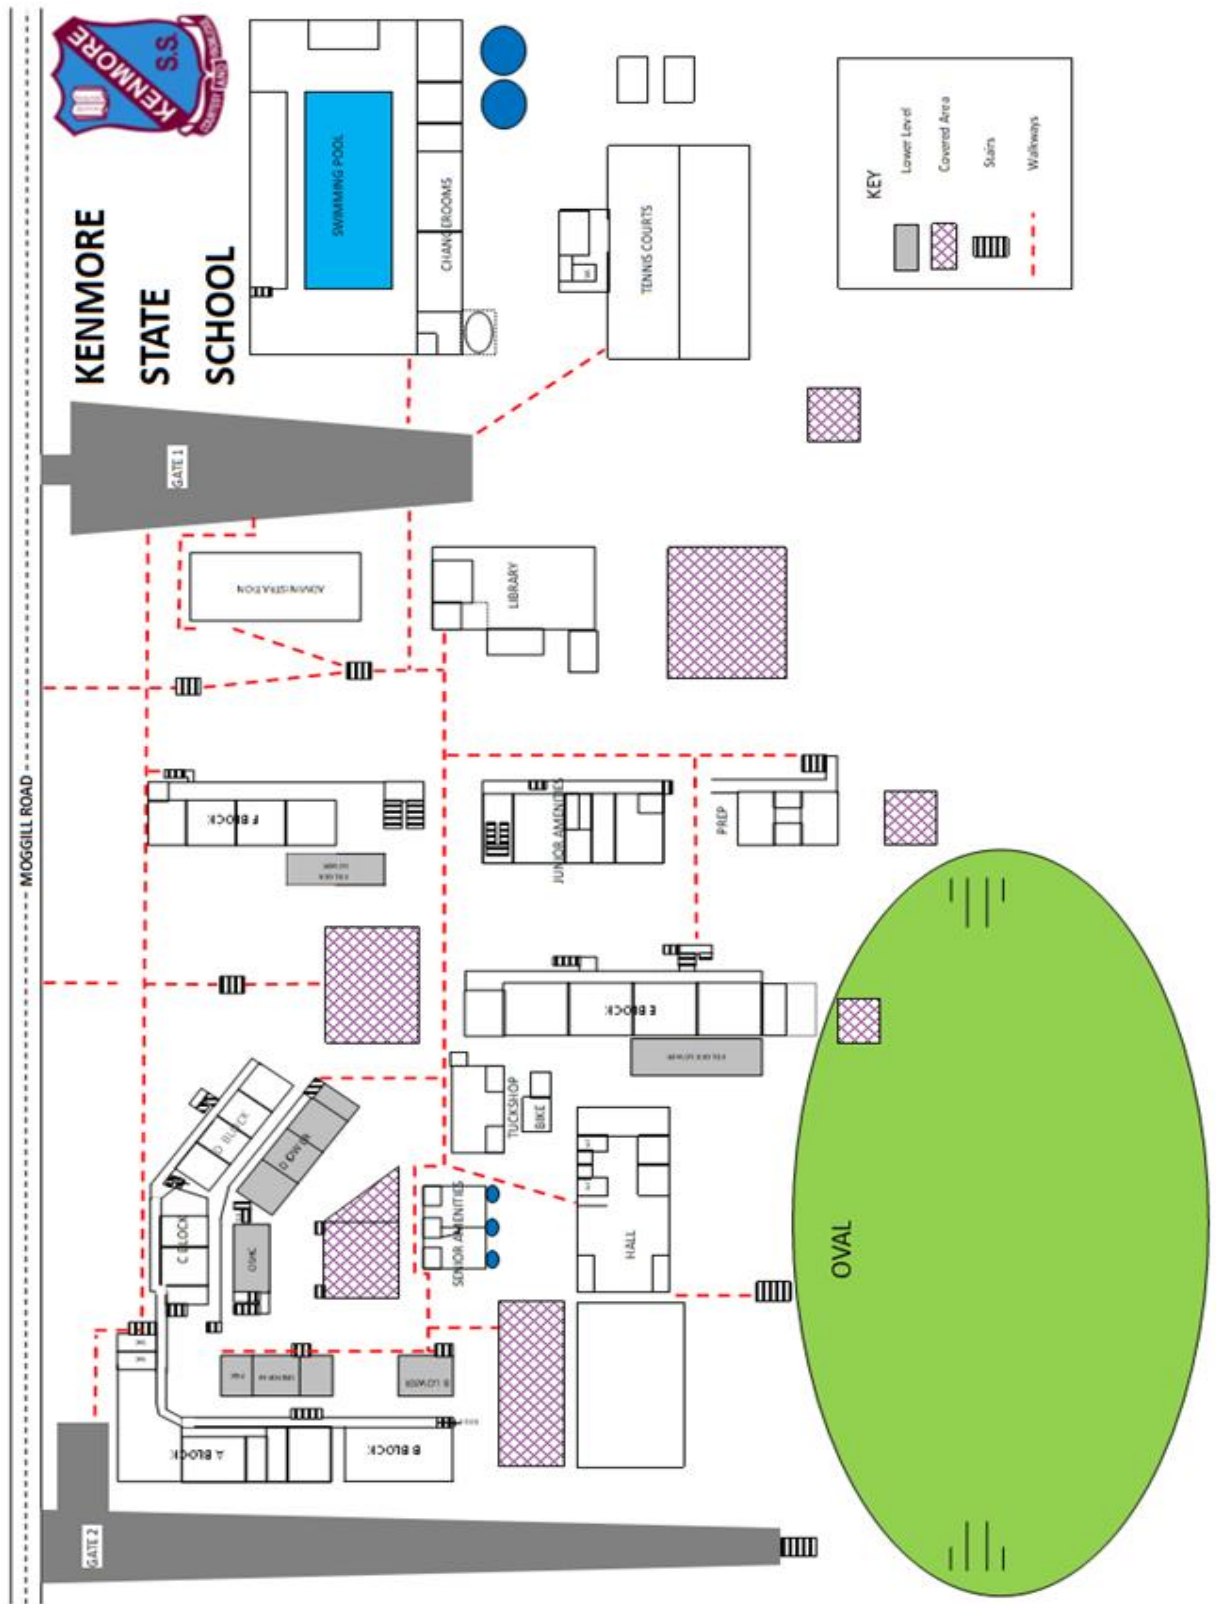 MOGGILL ROAD
KENMORE
S.S.
COURTESY AND
KENMORE
STATE
SCHOOL
SWIMMING POOL
CHANGEROOMS
TENNIS COURTS
KEY
Lower Level
Covered Area
Stairs
Walkways
GATE 1
ADMINISTRATION
LIBRARY
F BLOCK
JUNIOR AMENITIES
PREP
E BLOCK
TUCKSHOP
BIKE
D BLOCK
D LOWER
C BLOCK
OSHC
SENIOR AMENITIES
HALL
OVAL
B LOWER
A BLOCK
B BLOCK
GATE 2